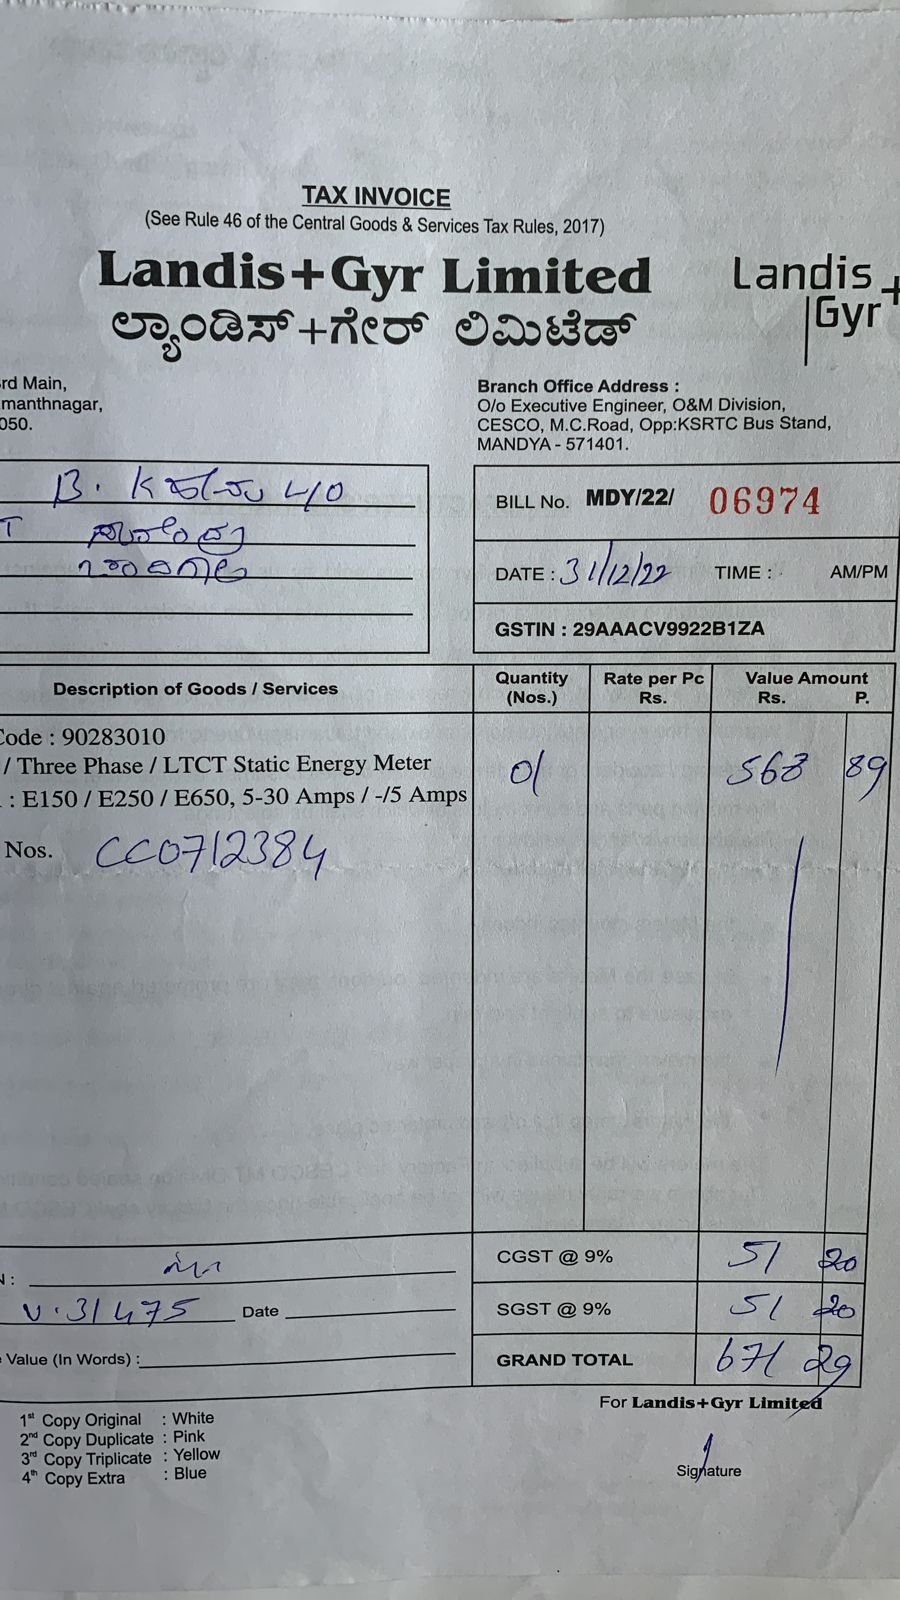 TAX INVOICE
(See Rule 46 of the Central Goods & Services Tax Rules, 2017)
Landis+Gyr Limited
ಲ್ಯಾಂಡಿಸ್+ಗೇರ್ ಲಿಮಿಟೆಡ್
Landis+
Gyr
rd Main,
manthnagar,
050.
Branch Office Address :
O/o Executive Engineer, O&M Division,
CESCO, M.C.Road, Opp:KSRTC Bus Stand,
MANDYA - 571401.
B.
BILL No. MDY/22/ 06974
DATE : 31/12/22 TIME : AM/PM
GSTIN : 29AAACV9922B1ZA
Description of Goods / Services
Quantity (Nos.)
Rate per Pc Rs.
Value Amount
Rs. P.
Code : 90283010
/ Three Phase / LTCT Static Energy Meter 01 568 89
: E150 / E250 / E650, 5-30 Amps / -/5 Amps
Nos. CC0712384
CGST @ 9% 51 20
N :
SGST @ 9% 51 20
31475 Date
Value (In Words) :
GRAND TOTAL 671 29
For Landis+Gyr Limited
1st Copy Original : White
2nd Copy Duplicate : Pink
3rd Copy Triplicate : Yellow
4th Copy Extra : Blue
Signature